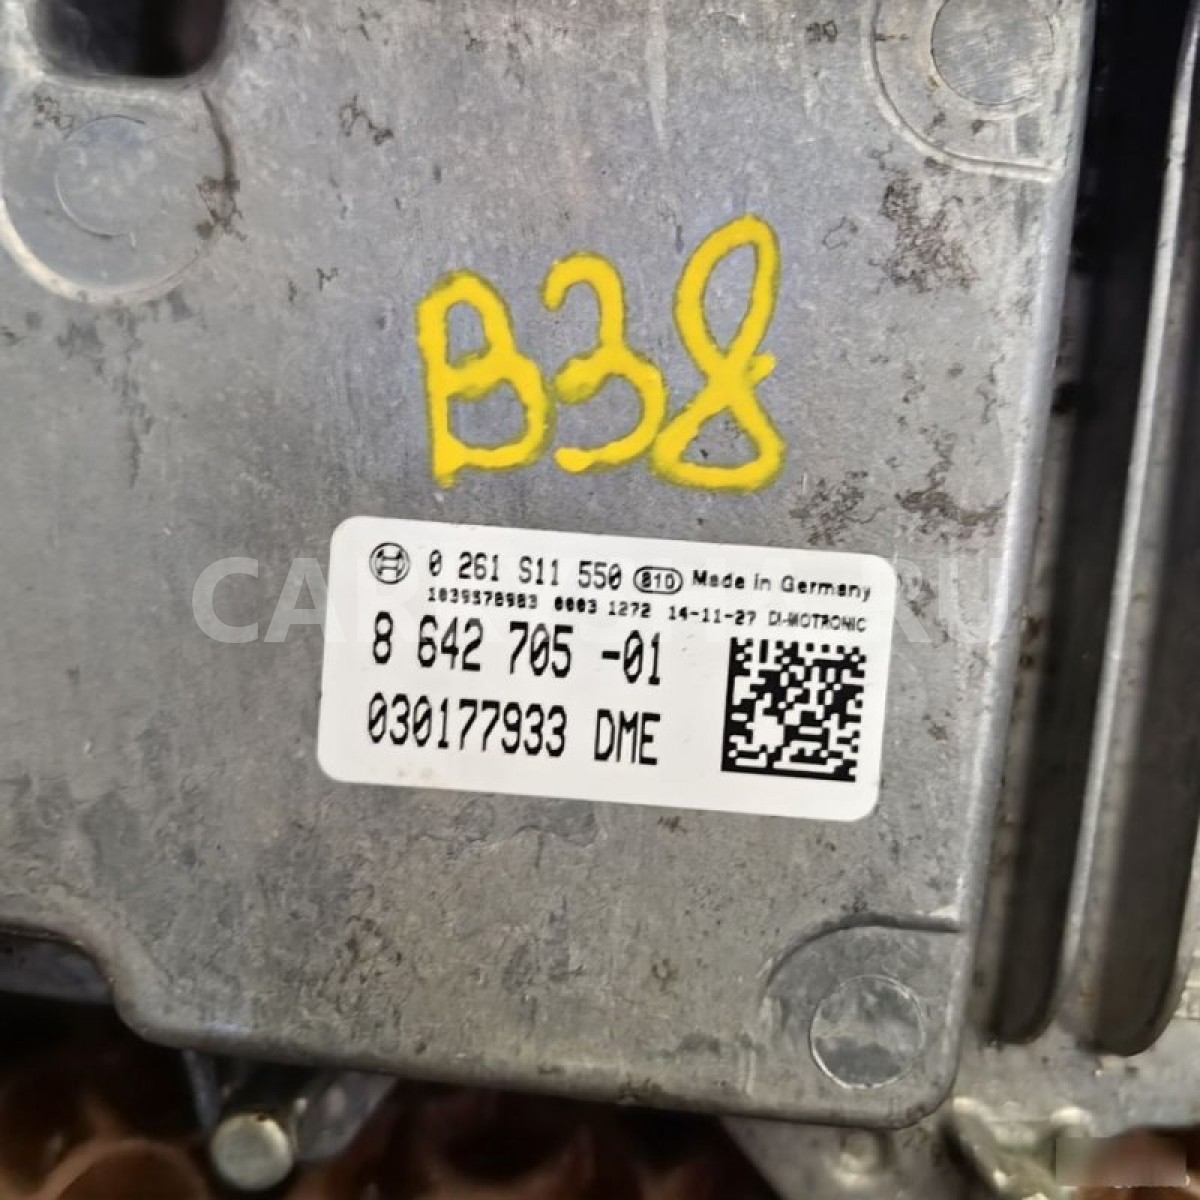 B38
0 261 S11 550 810 Made in Germany
1039S78983 0003 1272 14-11-27 DI-MOTRONIC
8 642 705 -01
030177933 DME